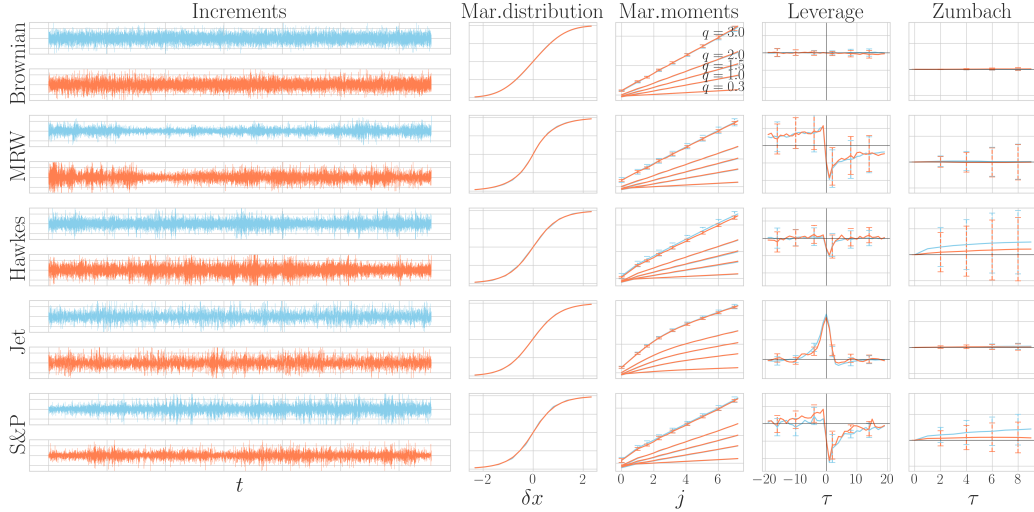 Increments Mar.distribution Mar.moments Leverage Zumbach
Brownian
q = 3.0
q = 2.0
q = 1.5
q = 1.0
q = 0.3
MRW
Hawkes
Jet
S&P
−2 0 2 0 2 4 6 −20 −10 0 10 20 0 2 4 6 8
t δx j τ τ